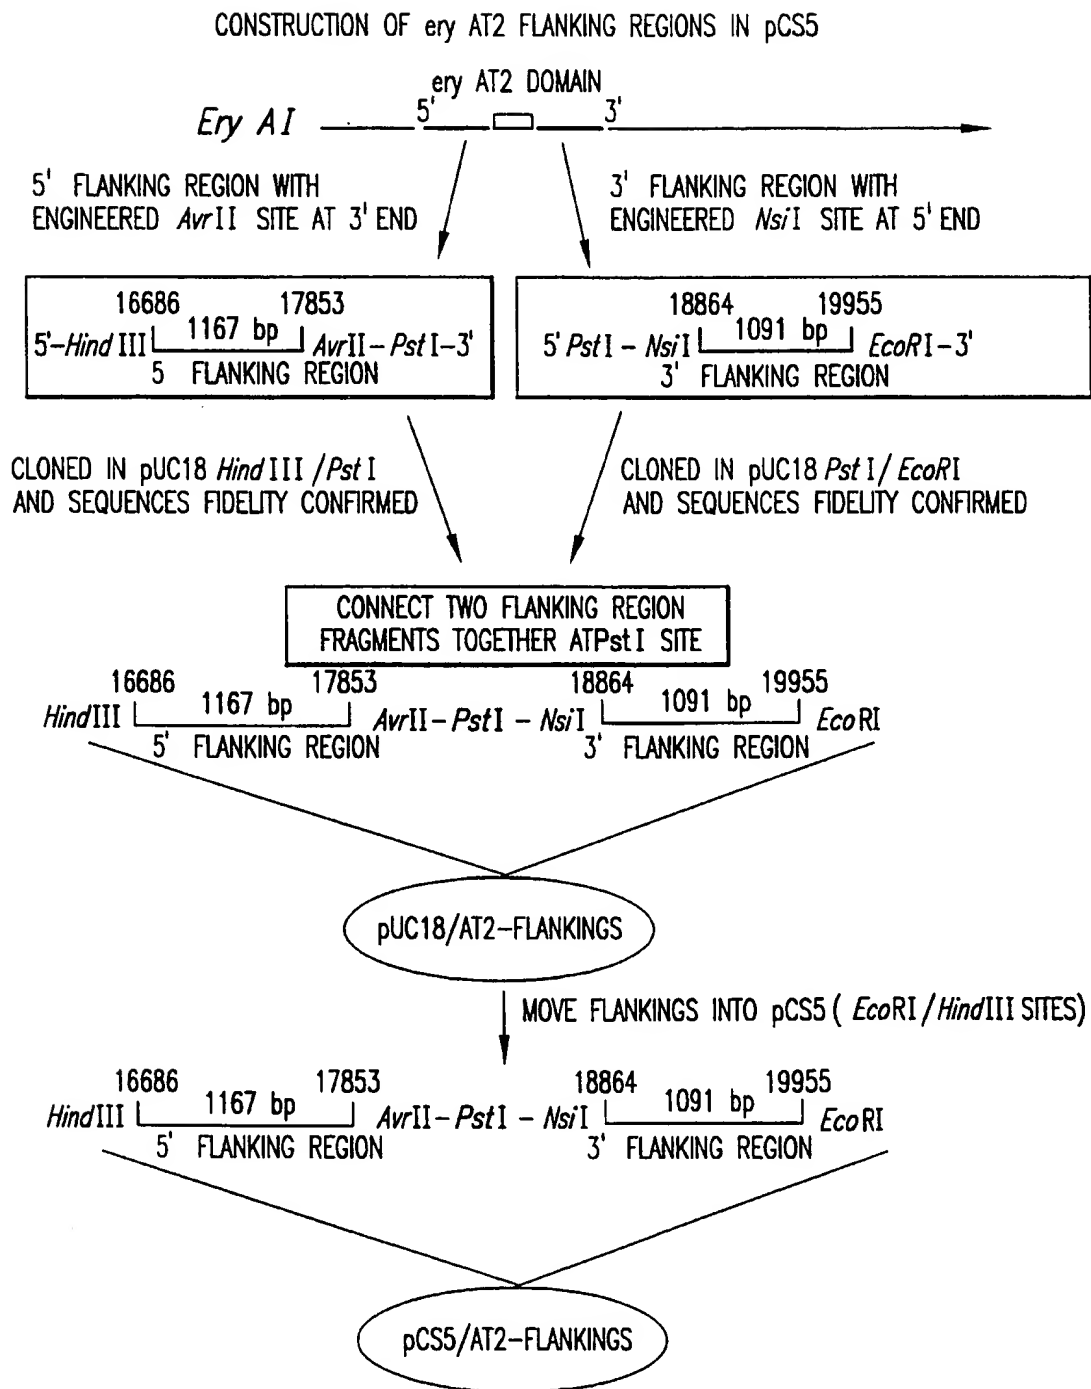 CONSTRUCTION OF ery AT2 FLANKING REGIONS IN pCS5
ery AT2 DOMAIN
5' 3'
Ery AI
5' FLANKING REGION WITH
ENGINEERED AvrII SITE AT 3' END
3' FLANKING REGION WITH
ENGINEERED NsiI SITE AT 5' END
16686 17853
1167 bp
5'-HindIII AvrII-PstI-3'
5 FLANKING REGION
18864 19955
1091 bp
5' PstI - NsiI EcoRI-3'
3' FLANKING REGION
CLONED IN pUC18 HindIII/PstI
AND SEQUENCES FIDELITY CONFIRMED
CLONED IN pUC18 PstI/EcoRI
AND SEQUENCES FIDELITY CONFIRMED
CONNECT TWO FLANKING REGION
FRAGMENTS TOGETHER ATPstI SITE
16686 17853 18864 19955
1167 bp 1091 bp
HindIII AvrII-PstI-NsiI EcoRI
5' FLANKING REGION 3' FLANKING REGION
pUC18/AT2-FLANKINGS
MOVE FLANKINGS INTO pCS5 ( EcoRI/HindIII SITES)
16686 17853 18864 19955
1167 bp 1091 bp
HindIII AvrII-PstI-NsiI EcoRI
5' FLANKING REGION 3' FLANKING REGION
pCS5/AT2-FLANKINGS